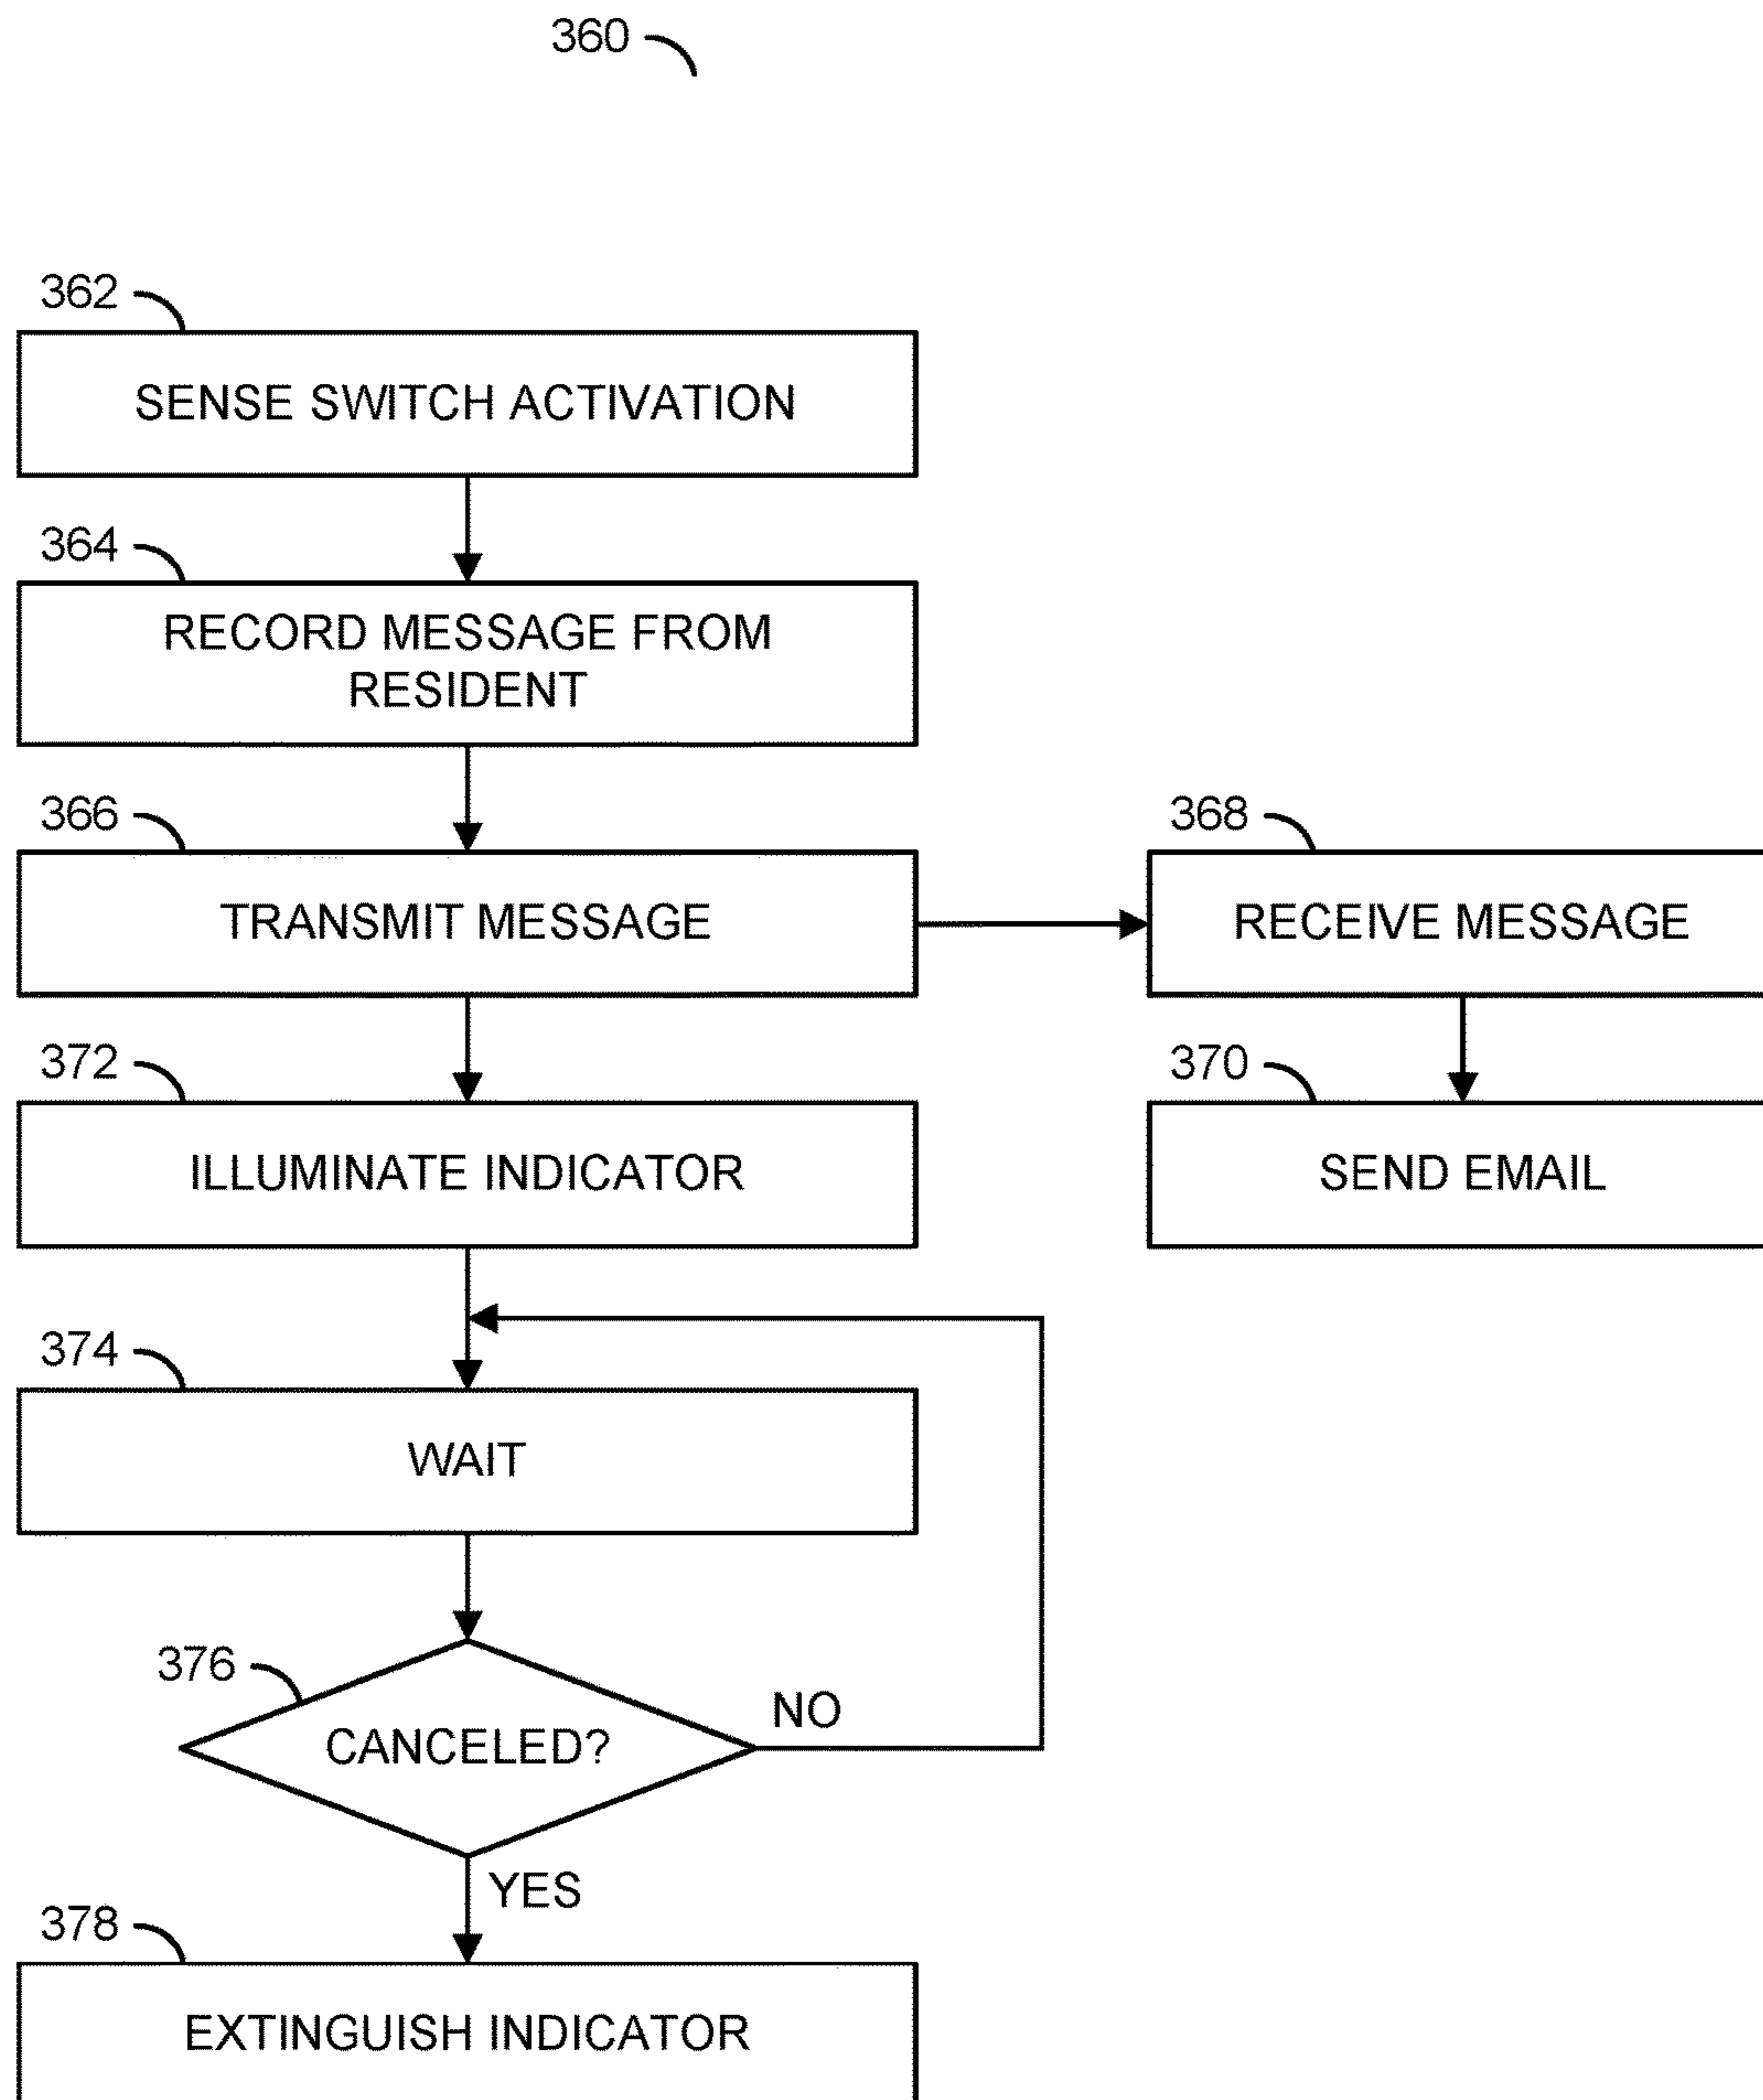 360
362
SENSE SWITCH ACTIVATION
364
RECORD MESSAGE FROM
RESIDENT
366
TRANSMIT MESSAGE
368
RECEIVE MESSAGE
372
ILLUMINATE INDICATOR
370
SEND EMAIL
374
WAIT
376
CANCELED?
NO
YES
378
EXTINGUISH INDICATOR